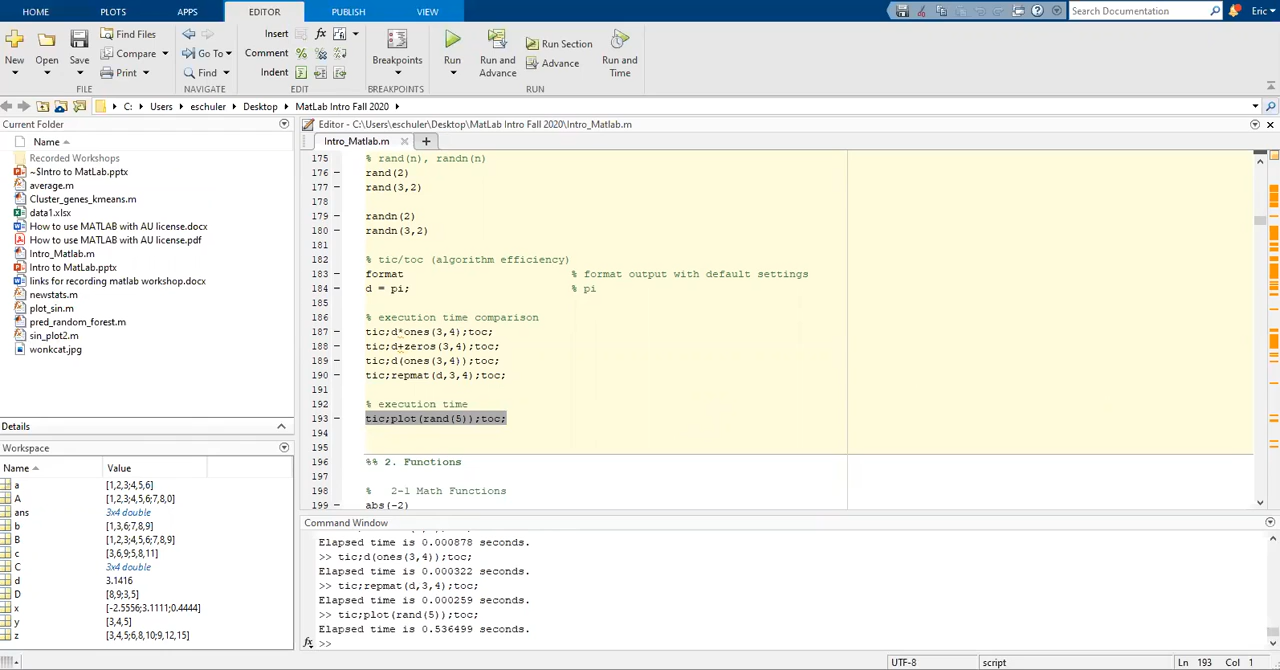 HOME PLOTS APPS EDITOR PUBLISH VIEW Search Documentation Eric
New Open Save Find Files Compare Print
FILE
Go To Find
NAVIGATE
Insert fx
Comment % 
Indent
EDIT
Breakpoints
BREAKPOINTS
Run Run and Advance Run Section Advance Run and Time
RUN
C: Users eschuler Desktop MatLab Intro Fall 2020
Current Folder
Name
Recorded Workshops
~$Intro to MatLab.pptx
average.m
Cluster_genes_kmeans.m
data1.xlsx
How to use MATLAB with AU license.docx
How to use MATLAB with AU license.pdf
Intro_Matlab.m
Intro to MatLab.pptx
links for recording matlab workshop.docx
newstats.m
plot_sin.m
pred_random_forest.m
sin_plot2.m
wonkcat.jpg
Details
Workspace
Name Value
a [1,2,3;4,5,6]
A [1,2,3;4,5,6;7,8,0]
ans 3x4 double
b [1,3,6;7,8,9]
B [1,2,3;4,5,6;7,8,9]
c [3,6,9;5,8,11]
C 3x4 double
d 3.1416
D [8,9;3,5]
x [-2.5556;3.1111;0.4444]
y [3,4,5]
z [3,4,5;6,8,10;9,12,15]
Editor - C:\Users\eschuler\Desktop\MatLab Intro Fall 2020\Intro_Matlab.m
Intro_Matlab.m
175 % rand(n), randn(n)
176 – rand(2)
177 – rand(3,2)
178
179 – randn(2)
180 – randn(3,2)
181
182 % tic/toc (algorithm efficiency)
183 – format % format output with default settings
184 – d = pi; % pi
185
186 % execution time comparison
187 – tic;d*ones(3,4);toc;
188 – tic;d+zeros(3,4);toc;
189 – tic;d(ones(3,4));toc;
190 – tic;repmat(d,3,4);toc;
191
192 % execution time
193 – tic;plot(rand(5));toc;
194
195
196 %% 2. Functions
197
198 % 2-1 Math Functions
199 – abs(-2)
Command Window
Elapsed time is 0.000878 seconds.
>> tic;d(ones(3,4));toc;
Elapsed time is 0.000322 seconds.
>> tic;repmat(d,3,4);toc;
Elapsed time is 0.000259 seconds.
>> tic;plot(rand(5));toc;
Elapsed time is 0.536499 seconds.
fx >>
UTF-8 script Ln 193 Col 1